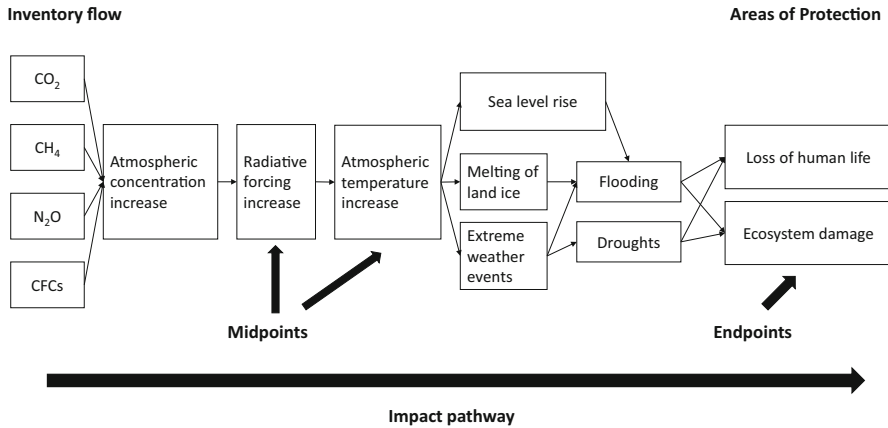 Inventory flow
Areas of Protection
CO₂
CH₄
N₂O
CFCs
Atmospheric
concentration
increase
Radiative
forcing
increase
Atmospheric
temperature
increase
Sea level rise
Melting of
land ice
Extreme
weather
events
Flooding
Droughts
Loss of human life
Ecosystem damage
Midpoints
Endpoints
Impact pathway